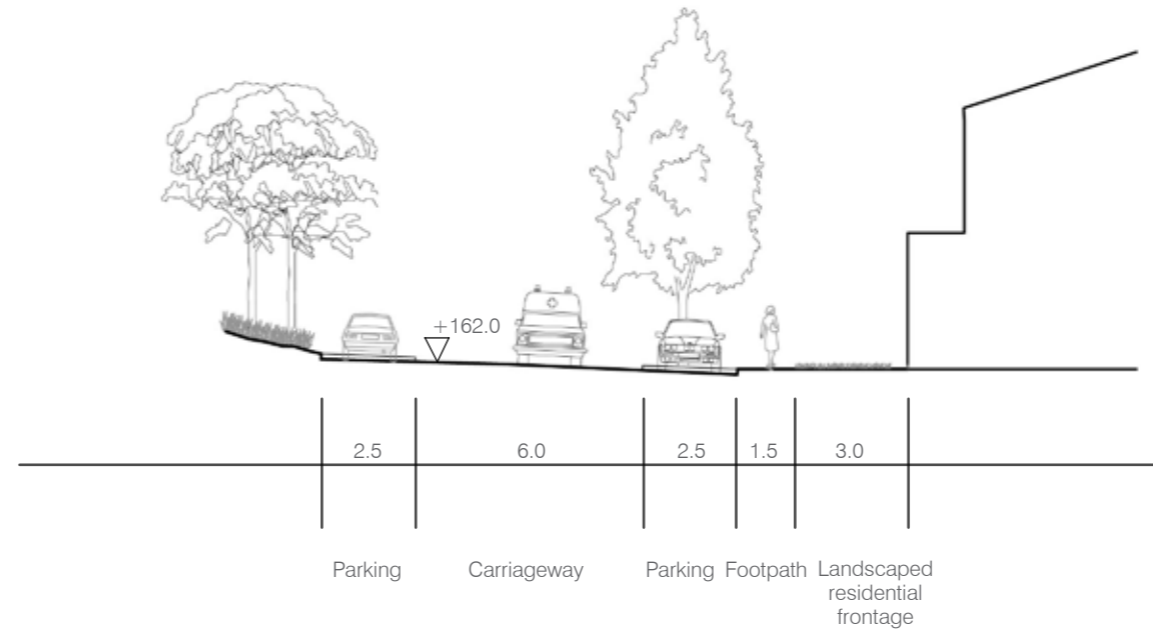 +162.0
2.5 6.0 2.5 1.5 3.0
Parking Carriageway Parking Footpath Landscaped
residential
frontage